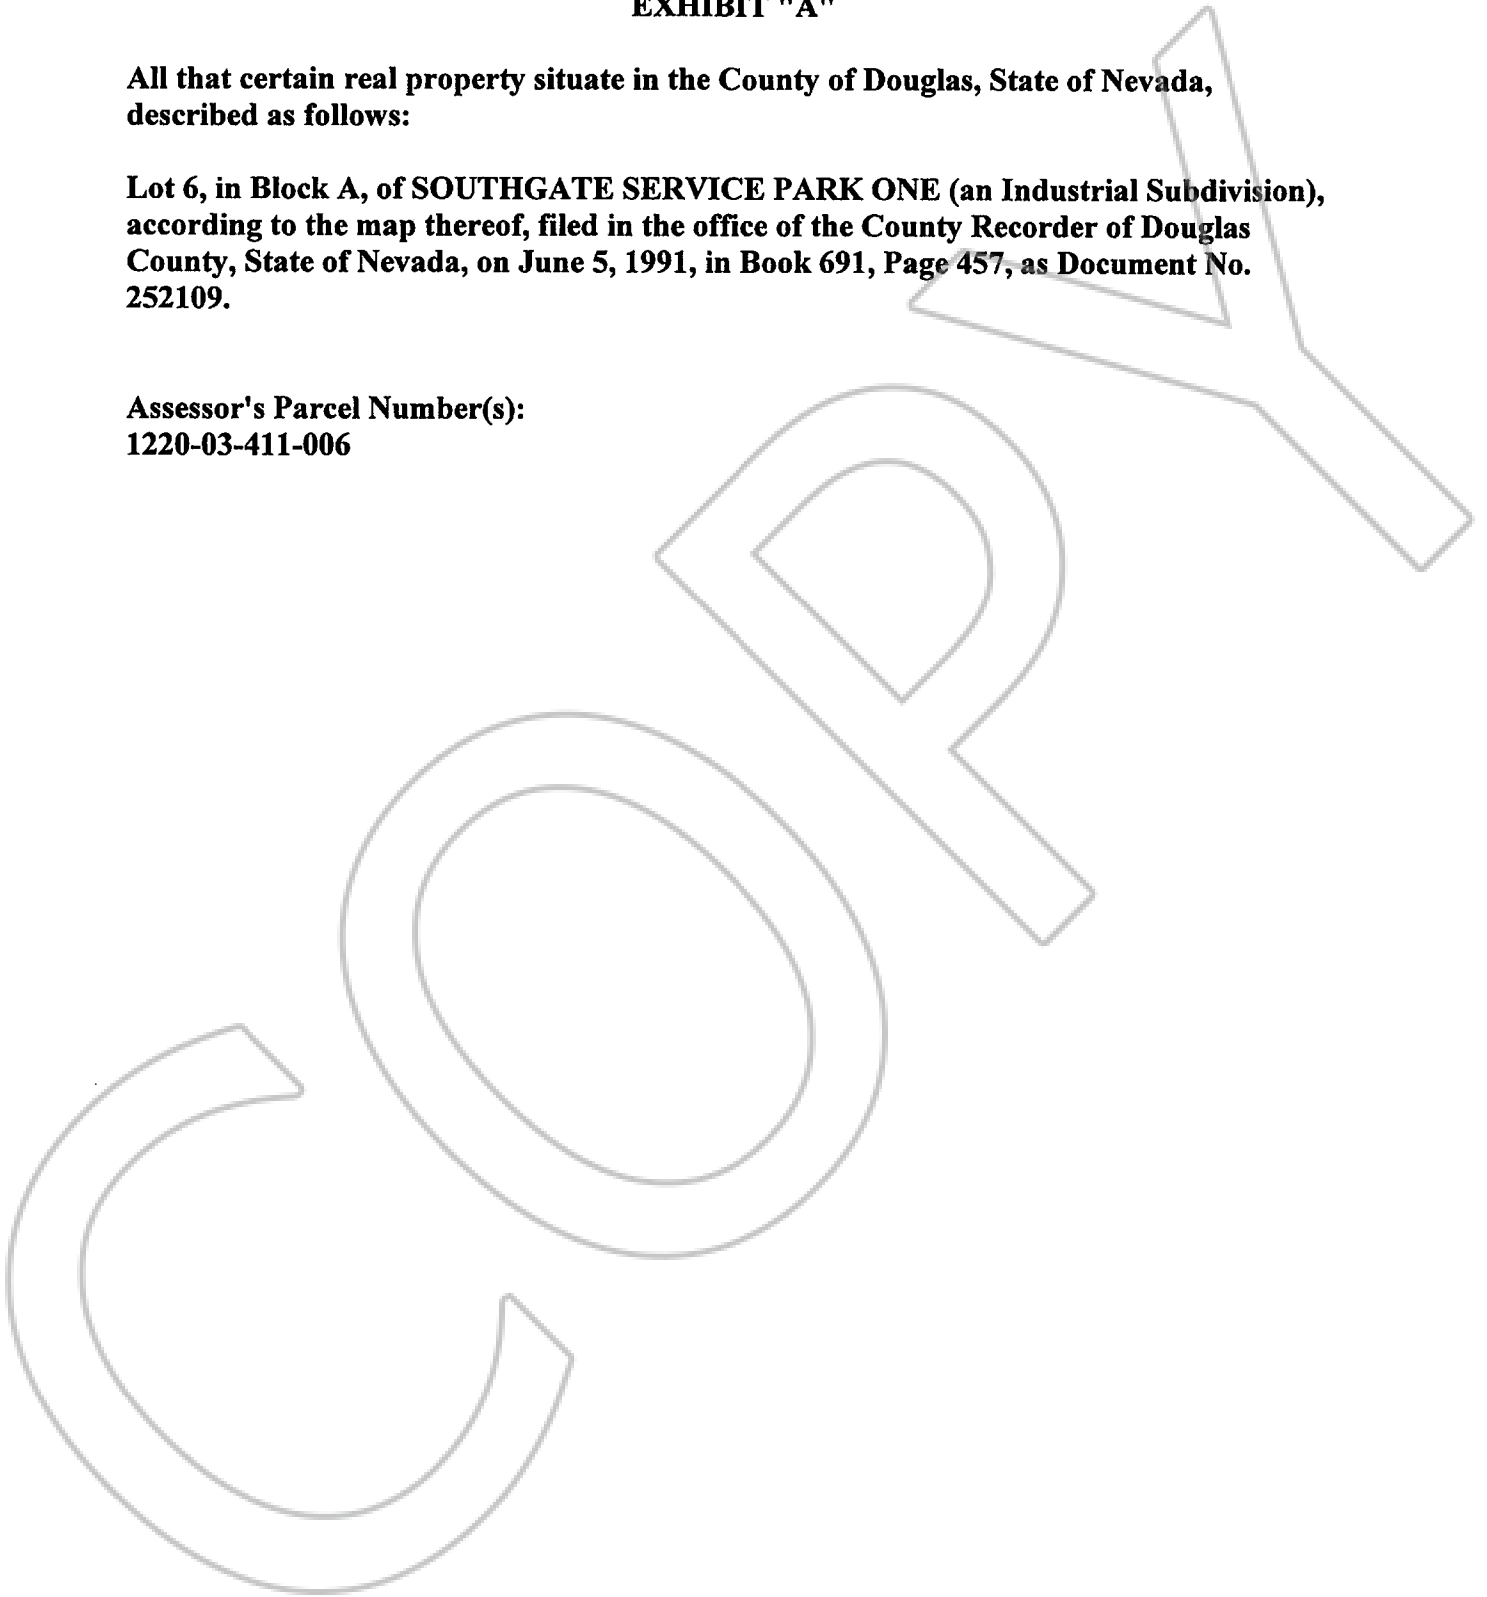 EXHIBIT "A"
All that certain real property situate in the County of Douglas, State of Nevada,
described as follows:
Lot 6, in Block A, of SOUTHGATE SERVICE PARK ONE (an Industrial Subdivision),
according to the map thereof, filed in the office of the County Recorder of Douglas
County, State of Nevada, on June 5, 1991, in Book 691, Page 457, as Document No.
252109.
Assessor's Parcel Number(s):
1220-03-411-006
COPY